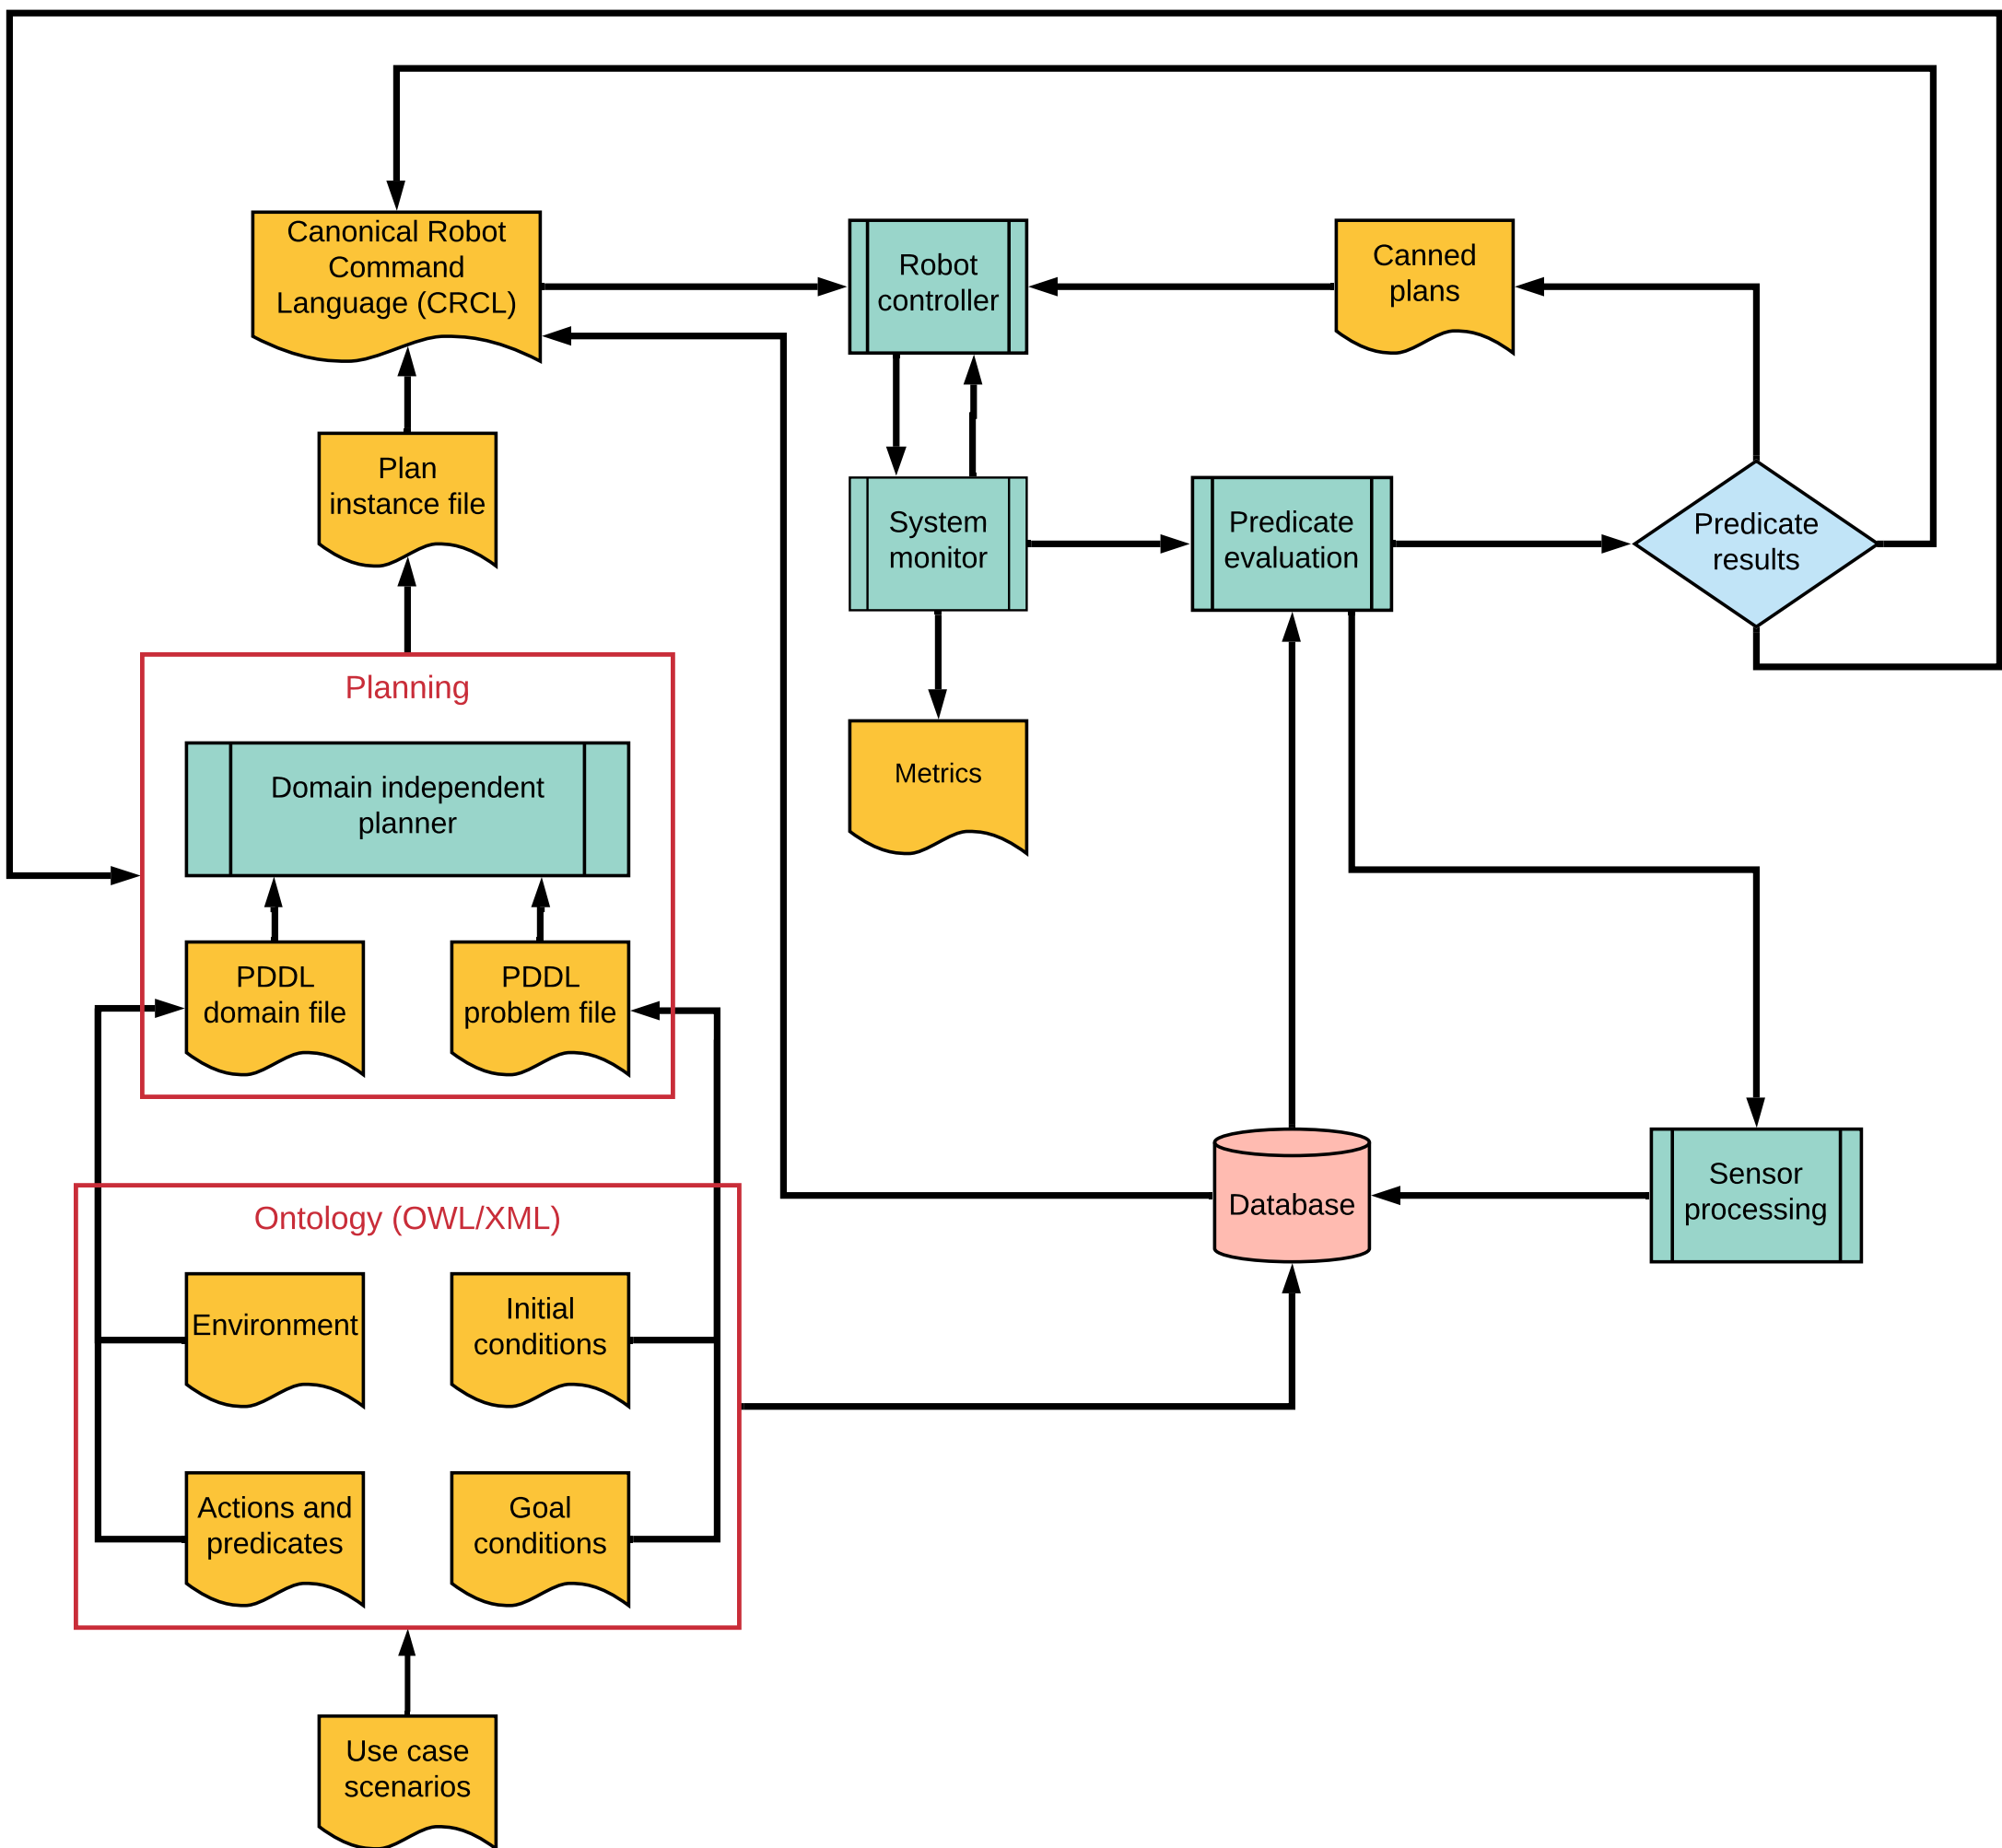 Canonical Robot
Command
Language (CRCL)
Robot
controller
Canned
plans
Plan
instance file
System
monitor
Predicate
evaluation
Predicate
results
Planning
Metrics
Domain independent
planner
PDDL
domain file
PDDL
problem file
Sensor
processing
Database
Ontology (OWL/XML)
Environment
Initial
conditions
Actions and
predicates
Goal
conditions
Use case
scenarios